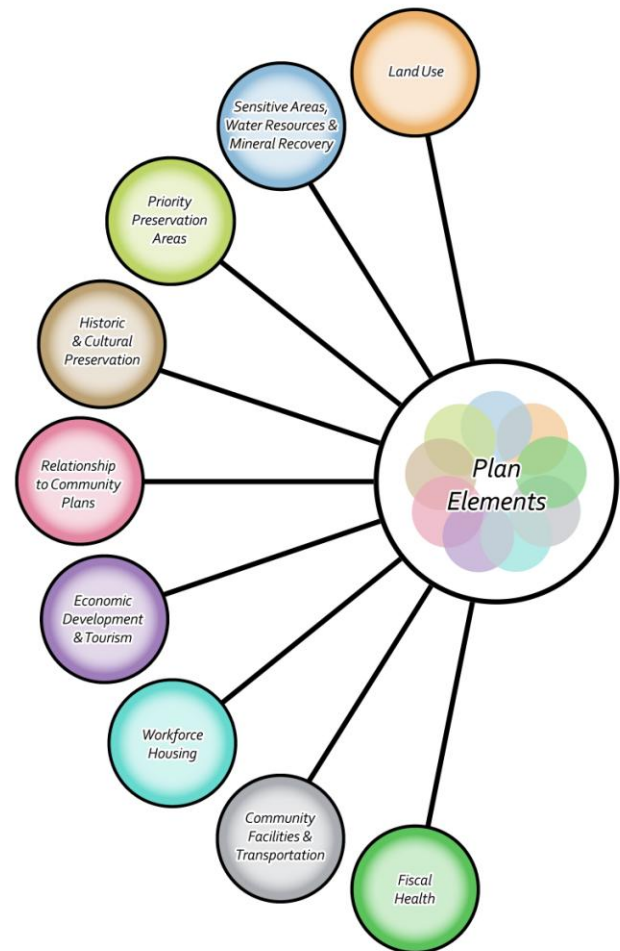 Land Use
Sensitive Areas,
Water Resources &
Mineral Recovery
Priority
Preservation
Areas
Historic
& Cultural
Preservation
Relationship
to Community
Plans
Economic
Development
& Tourism
Workforce
Housing
Community
Facilities &
Transportation
Fiscal
Health
Plan
Elements